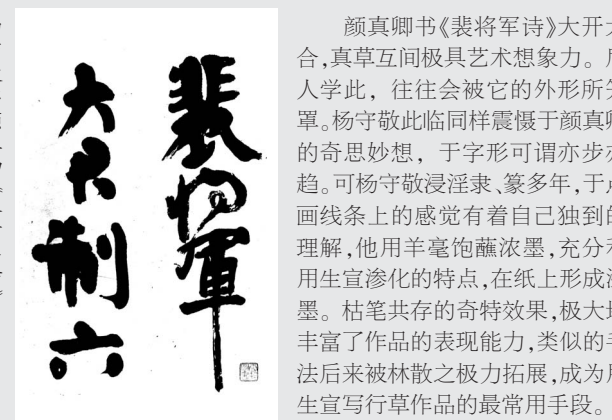 裴将軍
大君制六
颜真卿书《裴将军诗》大开大
合,真草互间极具艺术想象力。后
人学此，往往会被它的外形所
罩。杨守敬此临同样震慑于颜真卿
的奇思妙想，于字形可谓亦步亦
趋。可杨守敬浸淫隶、篆多年,于点
画线条上的感觉有着自己独到的
理解,他用羊毫饱蘸浓墨,充分利
用生宣渗化的特点,在纸上形成
墨。枯笔共存的奇特效果,极大地
丰富了作品的表现能力,类似的手
法后来被林散之极力拓展,成为用
生宣写行草作品的最常用手段。